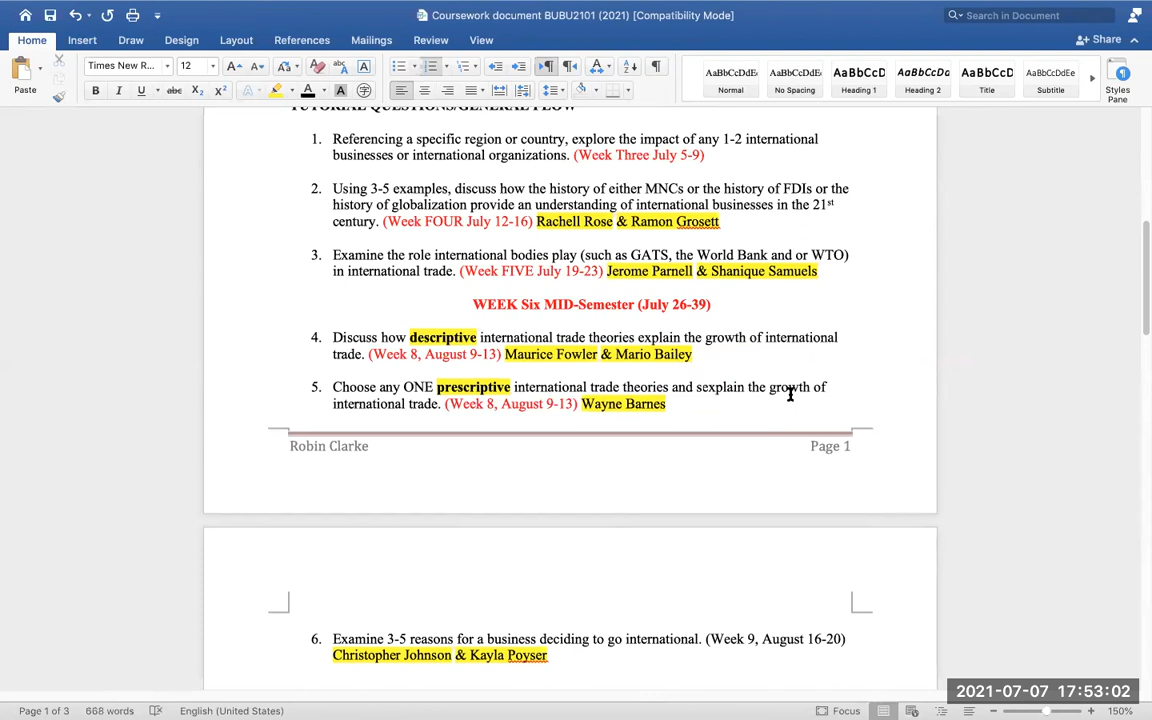 Coursework document BUBU2101 (2021) [Compatibility Mode]
Search in Document
Home Insert Draw Design Layout References Mailings Review View
Share
Paste
Times New R... 12
AaBbCcDdE AaBbCcDdE AaBbCcD AaBbCcD AaBbCcD AaBbCcDdEe
Normal No Spacing Heading 1 Heading 2 Title Subtitle
Styles
Pane
TUTORIAL QUESTIONS/GENERAL FLOW
1. Referencing a specific region or country, explore the impact of any 1-2 international
businesses or international organizations. (Week Three July 5-9)
2. Using 3-5 examples, discuss how the history of either MNCs or the history of FDIs or the
history of globalization provide an understanding of international businesses in the 21st
century. (Week FOUR July 12-16) Rachell Rose & Ramon Grosett
3. Examine the role international bodies play (such as GATS, the World Bank and or WTO)
in international trade. (Week FIVE July 19-23) Jerome Parnell & Shanique Samuels
WEEK Six MID-Semester (July 26-39)
4. Discuss how descriptive international trade theories explain the growth of international
trade. (Week 8, August 9-13) Maurice Fowler & Mario Bailey
5. Choose any ONE prescriptive international trade theories and sexplain the growth of
international trade. (Week 8, August 9-13) Wayne Barnes
Robin Clarke Page 1
6. Examine 3-5 reasons for a business deciding to go international. (Week 9, August 16-20)
Christopher Johnson & Kayla Poyser
2021-07-07 17:53:02
Page 1 of 3 668 words English (United States) Focus 150%